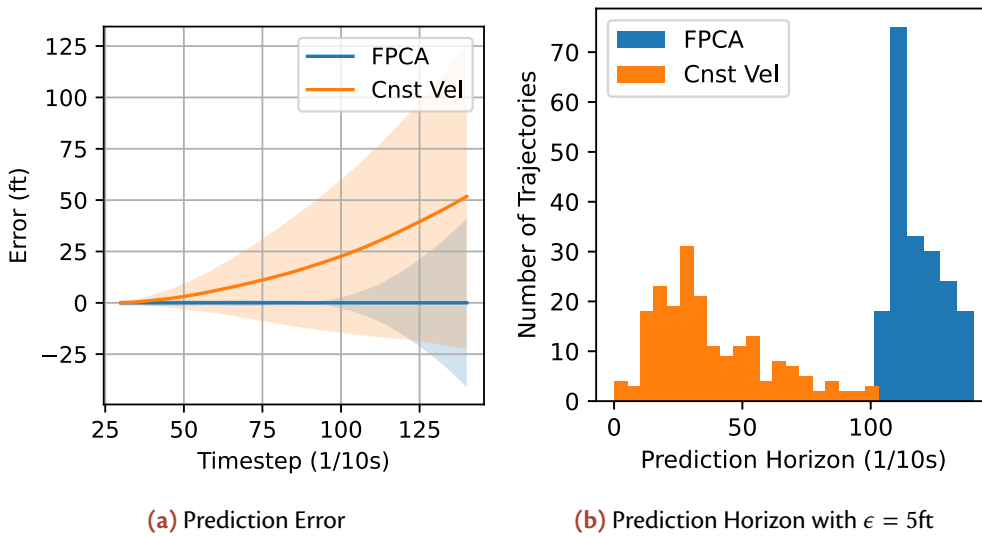 FPCA
Cnst Vel
125
100
75
50
25
0
−25
25
50
75
100
125
Error (ft)
Timestep (1/10s)
(a) Prediction Error
FPCA
Cnst Vel
70
60
50
40
30
20
10
0
0
50
100
Number of Trajectories
Prediction Horizon (1/10s)
(b) Prediction Horizon with ϵ = 5ft